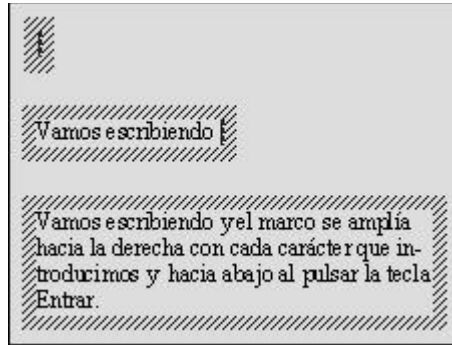 Vamos escribiendo
Vamos escribiendo y el marco se amplía
hacia la derecha con cada carácter que in-
troducimos y hacia abajo al pulsar la tecla
Entrar.